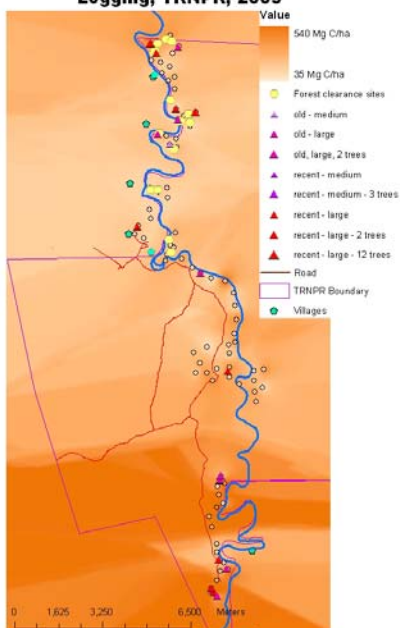 Logging, TRNPR, 2005
Value
540 Mg C/ha
35 Mg C/ha
Forest clearance sites
old - medium
old - large
old, large, 2 trees
recent - medium
recent - medium - 3 trees
recent - large
recent - large - 2 trees
recent - large - 12 trees
Road
TRNPR Boundary
Villages
0 1,625 3,250 6,500 Meters